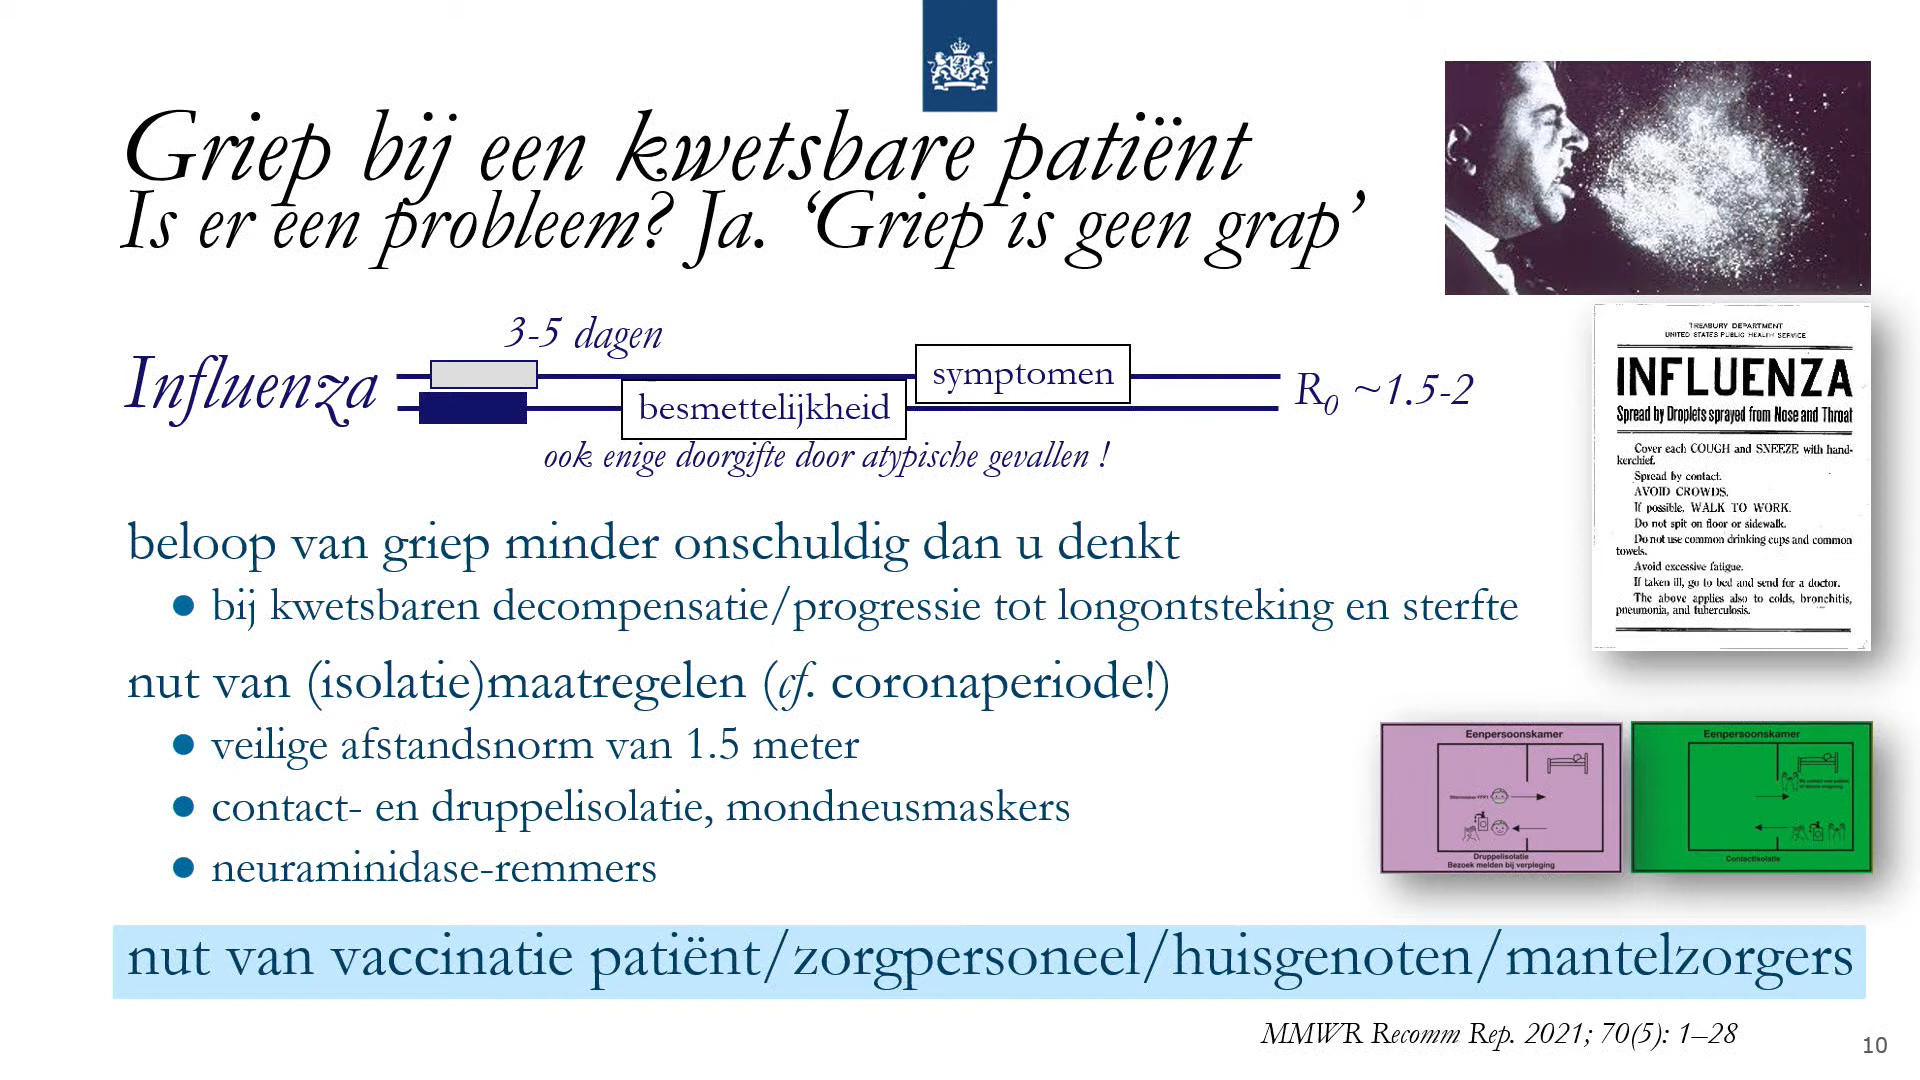 Griep bij een kwetsbare patiënt
Is er een probleem? Ja. ‘Griep is geen grap’
3-5 dagen
Influenza
symptomen
besmettelijkheid
R0 ~1.5-2
ook enige doorgifte door atypische gevallen !
TREASURY DEPARTMENT
UNITED STATES PUBLIC HEALTH SERVICE
INFLUENZA
Spread by Droplets sprayed from Nose and Throat
Cover each COUGH and SNEEZE with hand-
kerchief.
Spread by contact.
AVOID CROWDS.
If possible, WALK TO WORK.
Do not spit on floor or sidewalk.
Do not use common drinking cups and common
towels.
Avoid excessive fatigue.
If taken ill, go to bed and send for a doctor.
The above applies also to colds, bronchitis,
pneumonia, and tuberculosis.
beloop van griep minder onschuldig dan u denkt
● bij kwetsbaren decompensatie/progressie tot longontsteking en sterfte
nut van (isolatie)maatregelen (cf. coronaperiode!)
● veilige afstandsnorm van 1.5 meter
● contact- en druppelisolatie, mondneusmaskers
● neuraminidase-remmers
Eenpersoonskamer
Druppelisolatie
Bezoek melden bij verpleging
Eenpersoonskamer
Contactisolatie
nut van vaccinatie patiënt/zorgpersoneel/huisgenoten/mantelzorgers
MMWR Recomm Rep. 2021; 70(5): 1–28
10